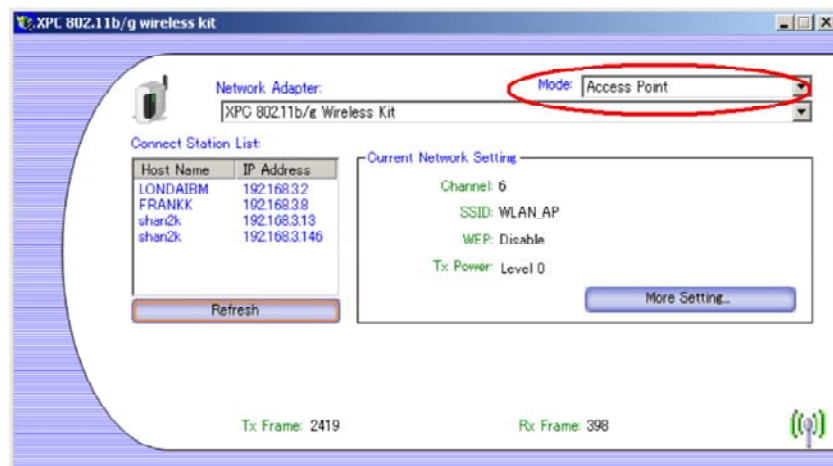 XPC 802.11b/g wireless kit
Network Adapter:
Mode: Access Point
XPC 802.11b/g Wireless Kit
Connect Station List:
Host Name IP Address
LONDAIBM 192.168.3.2
FRANKK 192.168.3.8
shan2k 192.168.3.13
shan2k 192.168.3.146
Refresh
Current Network Setting
Channel: 6
SSID: WLAN_AP
WEP: Disable
Tx Power: Level 0
More Setting...
Tx Frame: 2419
Rx Frame: 398